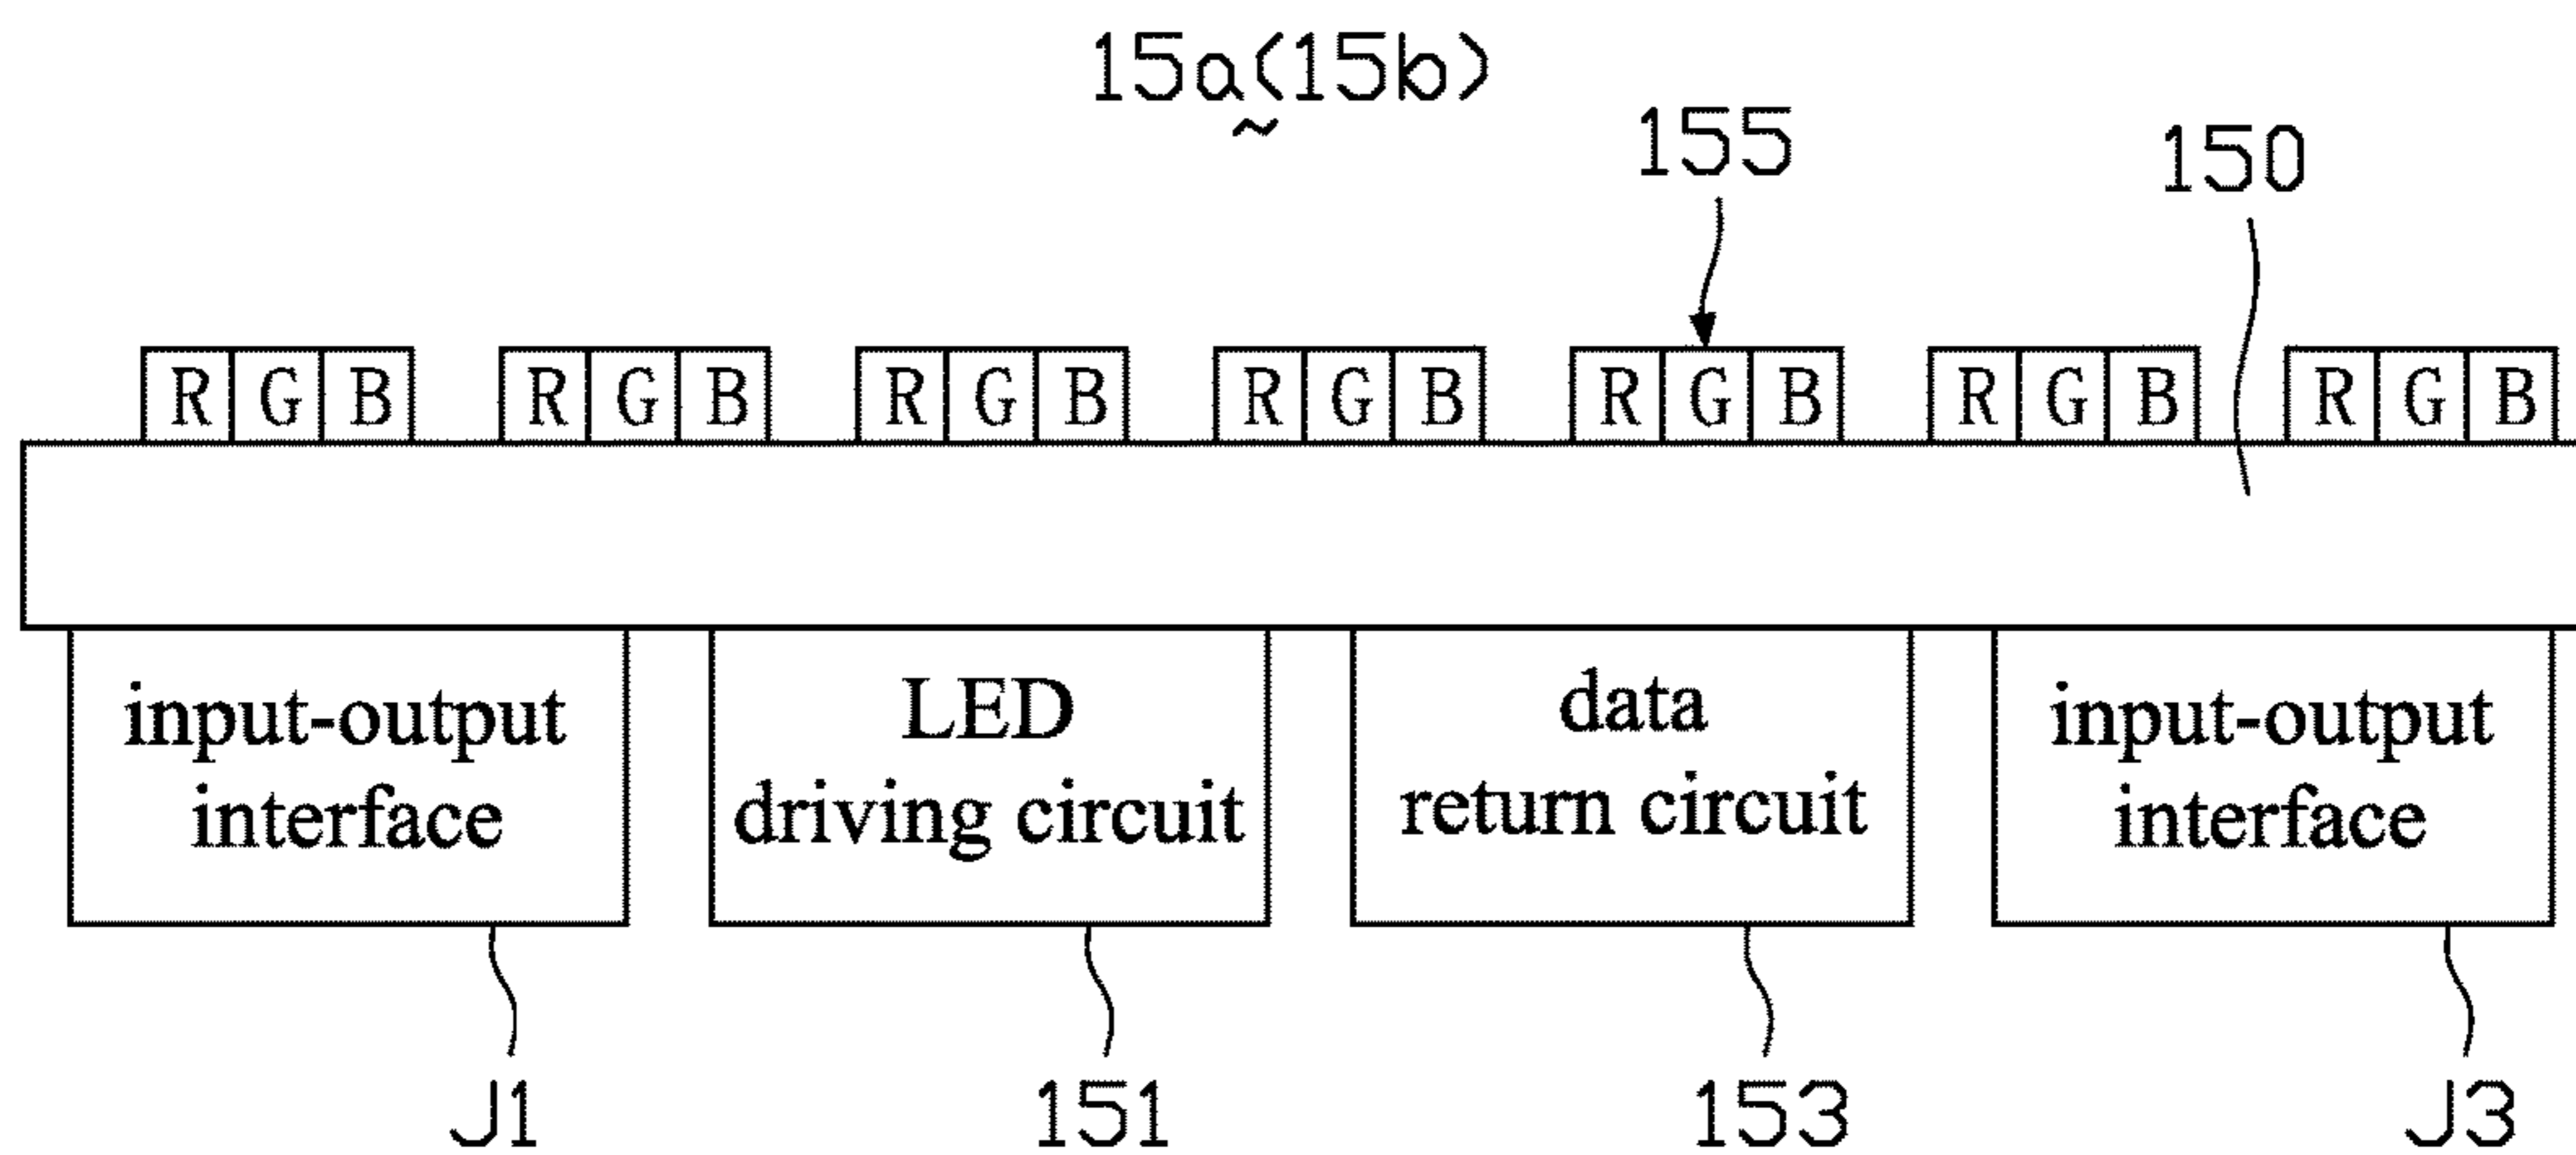 15a(15b)
155
150
R G B R G B R G B R G B R G B R G B R G B
input-output
interface
LED
driving circuit
data
return circuit
input-output
interface
J1
151
153
J3